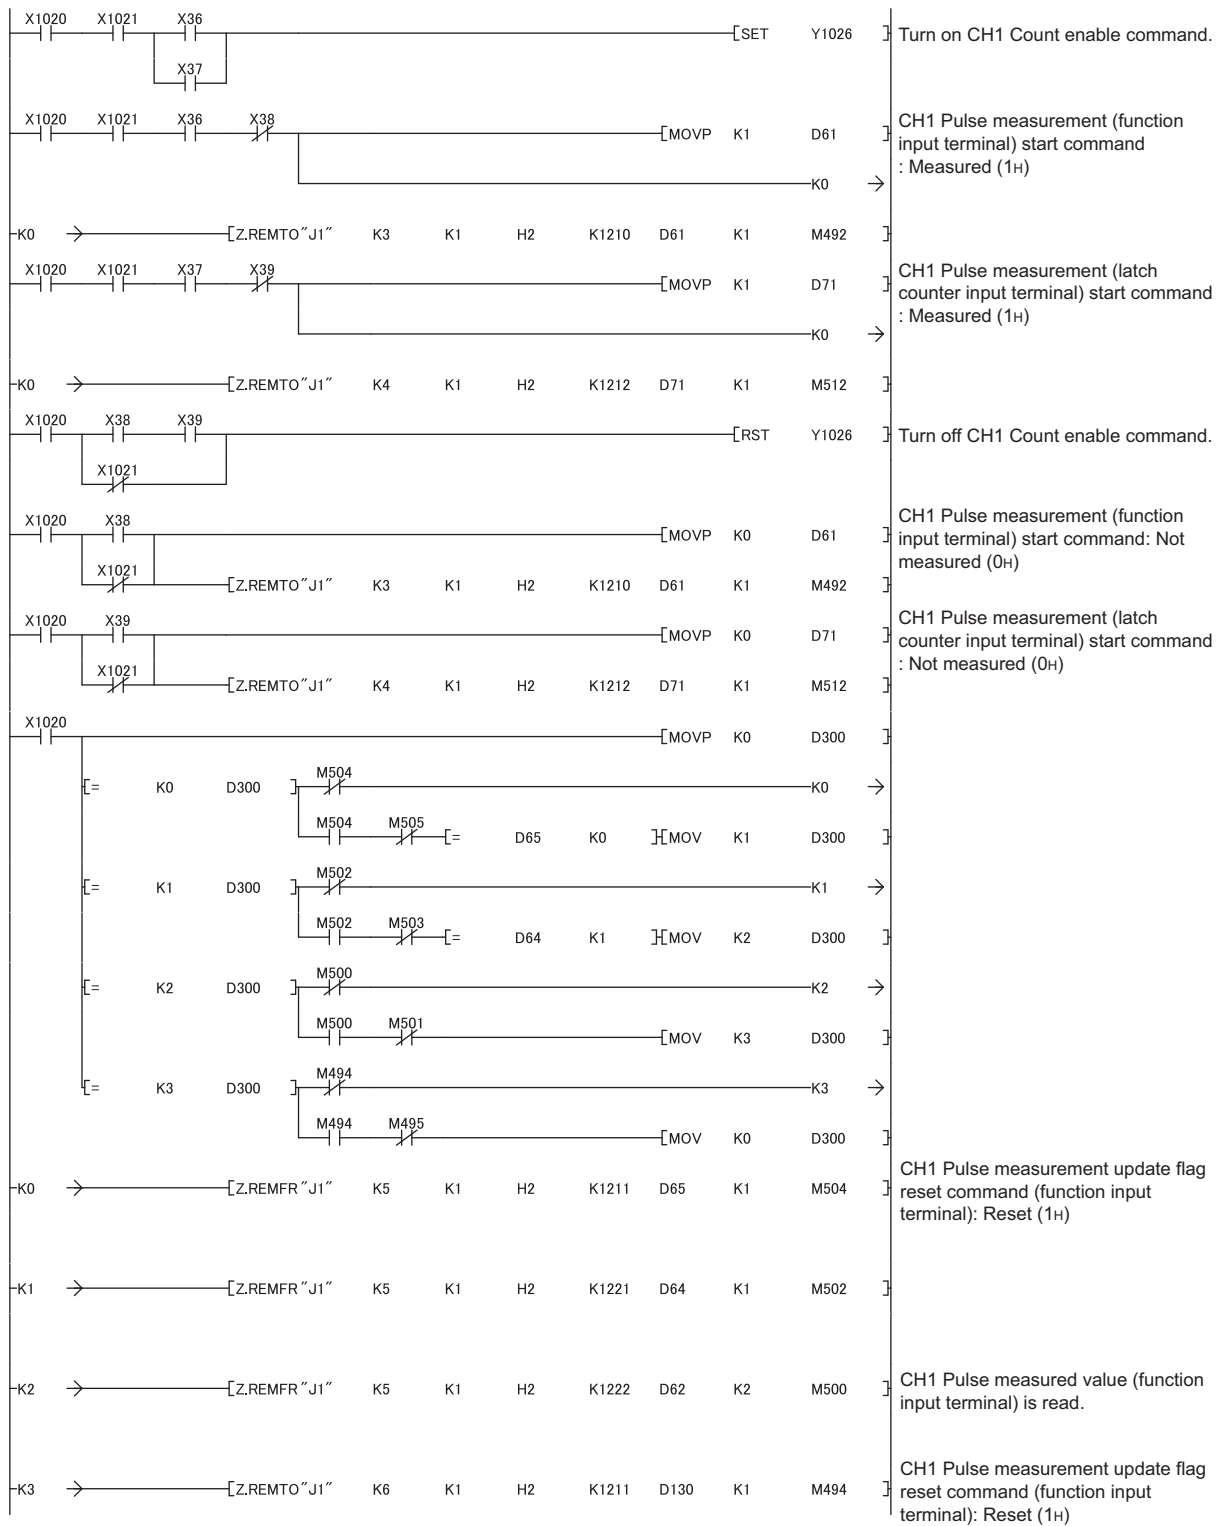 X1020 X1021 X36
[SET Y1026 ] Turn on CH1 Count enable command.
X37
X1020 X1021 X36 X38
[MOVP K1 D61 ] CH1 Pulse measurement (function
input terminal) start command
: Measured (1H)
K0
K0 [Z.REMTO"J1" K3 K1 H2 K1210 D61 K1 M492 ]
X1020 X1021 X37 X39
[MOVP K1 D71 ] CH1 Pulse measurement (latch
counter input terminal) start command
: Measured (1H)
K0
K0 [Z.REMTO"J1" K4 K1 H2 K1212 D71 K1 M512 ]
X1020 X38 X39
[RST Y1026 ] Turn off CH1 Count enable command.
X1021
X1020 X38
[MOVP K0 D61 ] CH1 Pulse measurement (function
input terminal) start command: Not
measured (0H)
X1021
[Z.REMTO"J1" K3 K1 H2 K1210 D61 K1 M492 ]
X1020 X39
[MOVP K0 D71 ] CH1 Pulse measurement (latch
counter input terminal) start command
: Not measured (0H)
X1021
[Z.REMTO"J1" K4 K1 H2 K1212 D71 K1 M512 ]
X1020
[MOVP K0 D300 ]
M504
[= K0 D300 ] K0
M504 M505
[= D65 K0 ][MOV K1 D300 ]
M502
[= K1 D300 ] K1
M502 M503
[= D64 K1 ][MOV K2 D300 ]
M500
[= K2 D300 ] K2
M500 M501
[MOV K3 D300 ]
M494
[= K3 D300 ] K3
M494 M495
[MOV K0 D300 ]
K0 [Z.REMFR"J1" K5 K1 H2 K1211 D65 K1 M504 ] CH1 Pulse measurement update flag
reset command (function input
terminal): Reset (1H)
K1 [Z.REMFR"J1" K5 K1 H2 K1221 D64 K1 M502 ]
K2 [Z.REMFR"J1" K5 K1 H2 K1222 D62 K2 M500 ] CH1 Pulse measured value (function
input terminal) is read.
K3 [Z.REMTO"J1" K6 K1 H2 K1211 D130 K1 M494 ] CH1 Pulse measurement update flag
reset command (function input
terminal): Reset (1H)